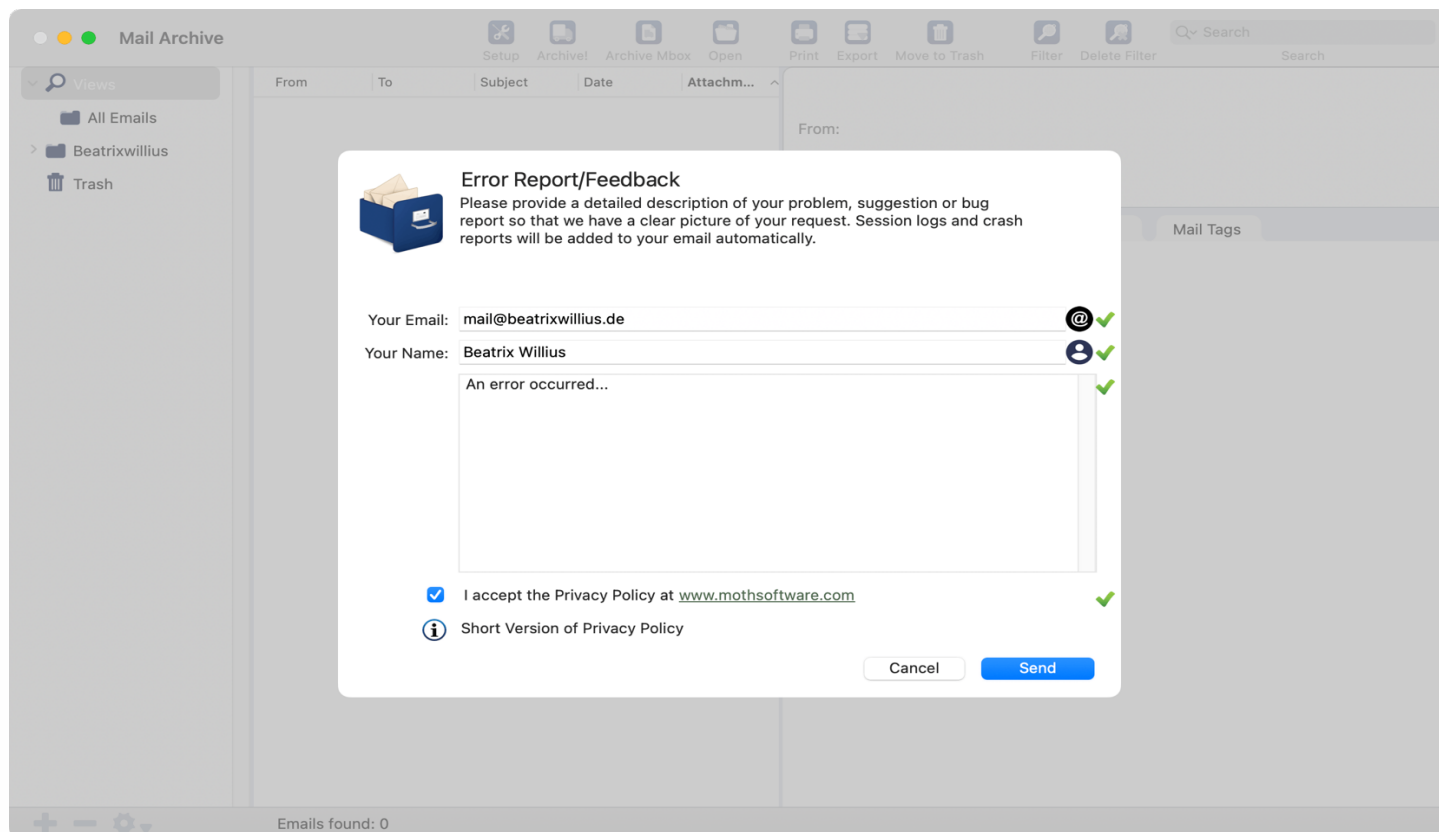 Mail Archive
Setup Archive! Archive Mbox Open Print Export Move to Trash Filter Delete Filter Search
Search
Views
All Emails
Beatrixwillius
Trash
From To Subject Date Attachm...
From:
Mail Tags
Error Report/Feedback
Please provide a detailed description of your problem, suggestion or bug
report so that we have a clear picture of your request. Session logs and crash
reports will be added to your email automatically.
Your Email: mail@beatrixwillius.de
Your Name: Beatrix Willius
An error occurred...
I accept the Privacy Policy at www.mothsoftware.com
Short Version of Privacy Policy
Cancel Send
Emails found: 0